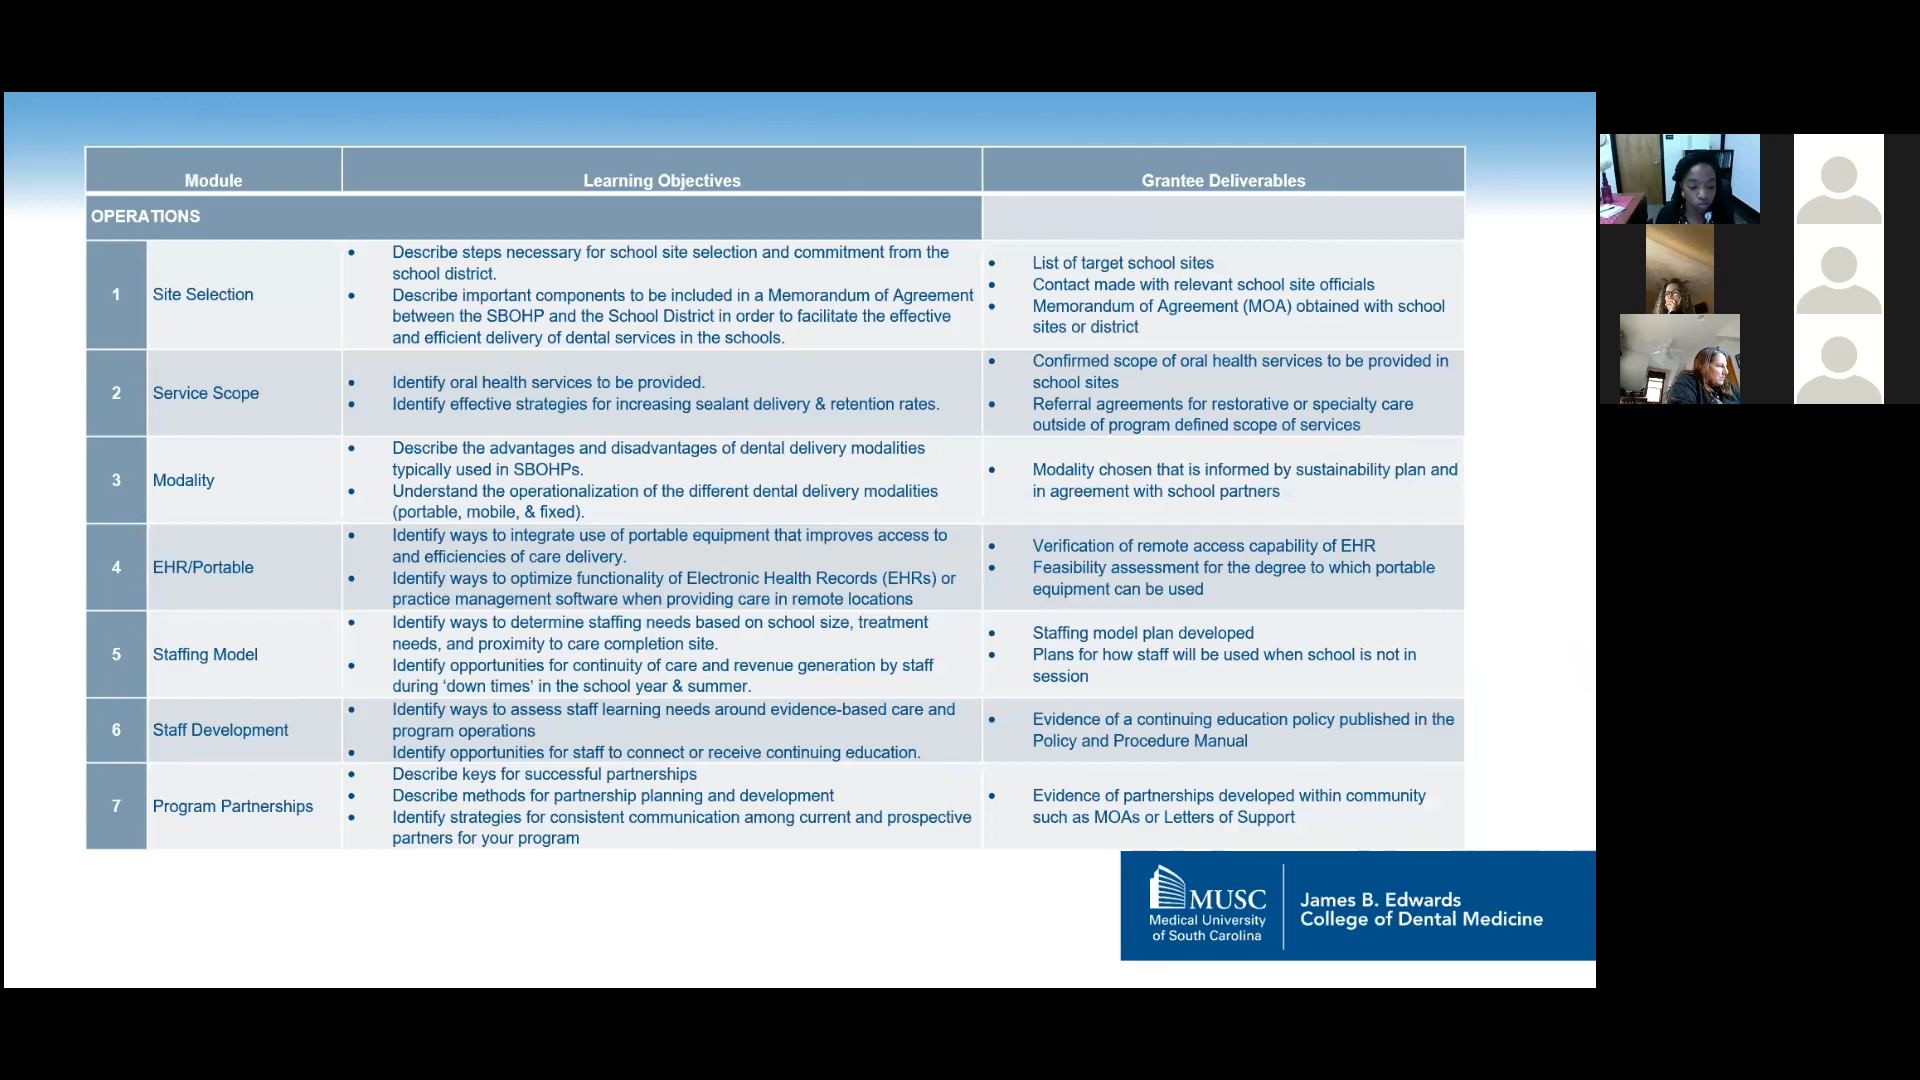 Module
Learning Objectives
Grantee Deliverables
OPERATIONS
1
Site Selection
• Describe steps necessary for school site selection and commitment from the
school district.
• Describe important components to be included in a Memorandum of Agreement
between the SBOHP and the School District in order to facilitate the effective
and efficient delivery of dental services in the schools.
• List of target school sites
• Contact made with relevant school site officials
• Memorandum of Agreement (MOA) obtained with school
sites or district
2
Service Scope
• Identify oral health services to be provided.
• Identify effective strategies for increasing sealant delivery & retention rates.
• Confirmed scope of oral health services to be provided in
school sites
• Referral agreements for restorative or specialty care
outside of program defined scope of services
3
Modality
• Describe the advantages and disadvantages of dental delivery modalities
typically used in SBOHPs.
• Understand the operationalization of the different dental delivery modalities
(portable, mobile, & fixed).
• Modality chosen that is informed by sustainability plan and
in agreement with school partners
4
EHR/Portable
• Identify ways to integrate use of portable equipment that improves access to
and efficiencies of care delivery.
• Identify ways to optimize functionality of Electronic Health Records (EHRs) or
practice management software when providing care in remote locations
• Verification of remote access capability of EHR
• Feasibility assessment for the degree to which portable
equipment can be used
5
Staffing Model
• Identify ways to determine staffing needs based on school size, treatment
needs, and proximity to care completion site.
• Identify opportunities for continuity of care and revenue generation by staff
during ‘down times’ in the school year & summer.
• Staffing model plan developed
• Plans for how staff will be used when school is not in
session
6
Staff Development
• Identify ways to assess staff learning needs around evidence-based care and
program operations
• Identify opportunities for staff to connect or receive continuing education.
• Evidence of a continuing education policy published in the
Policy and Procedure Manual
7
Program Partnerships
• Describe keys for successful partnerships
• Describe methods for partnership planning and development
• Identify strategies for consistent communication among current and prospective
partners for your program
• Evidence of partnerships developed within community
such as MOAs or Letters of Support
MUSC
Medical University
of South Carolina
James B. Edwards
College of Dental Medicine